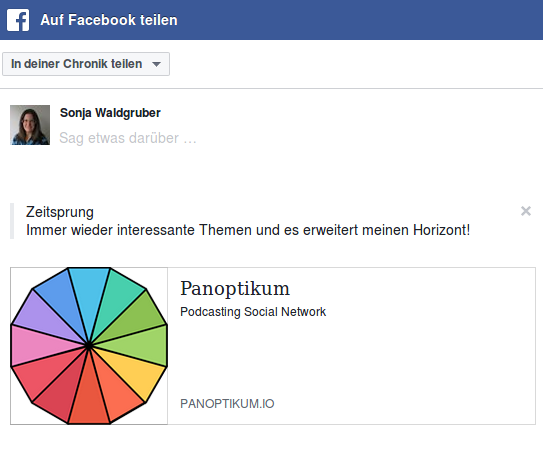 Auf Facebook teilen
In deiner Chronik teilen
Sonja Waldgruber
Sag etwas darüber …
Zeitsprung
Immer wieder interessante Themen und es erweitert meinen Horizont!
Panoptikum
Podcasting Social Network
PANOPTIKUM.IO